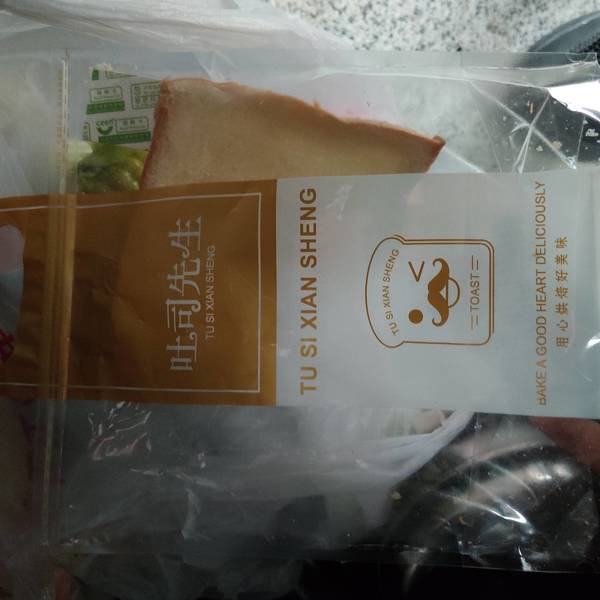 吐司先生
TU SI XIAN SHENG
TU SI XIAN SHENG
TU SI XIAN SHENG
TOAST
BAKE A GOOD HEART DELICIOUSLY
用心烘焙好美味